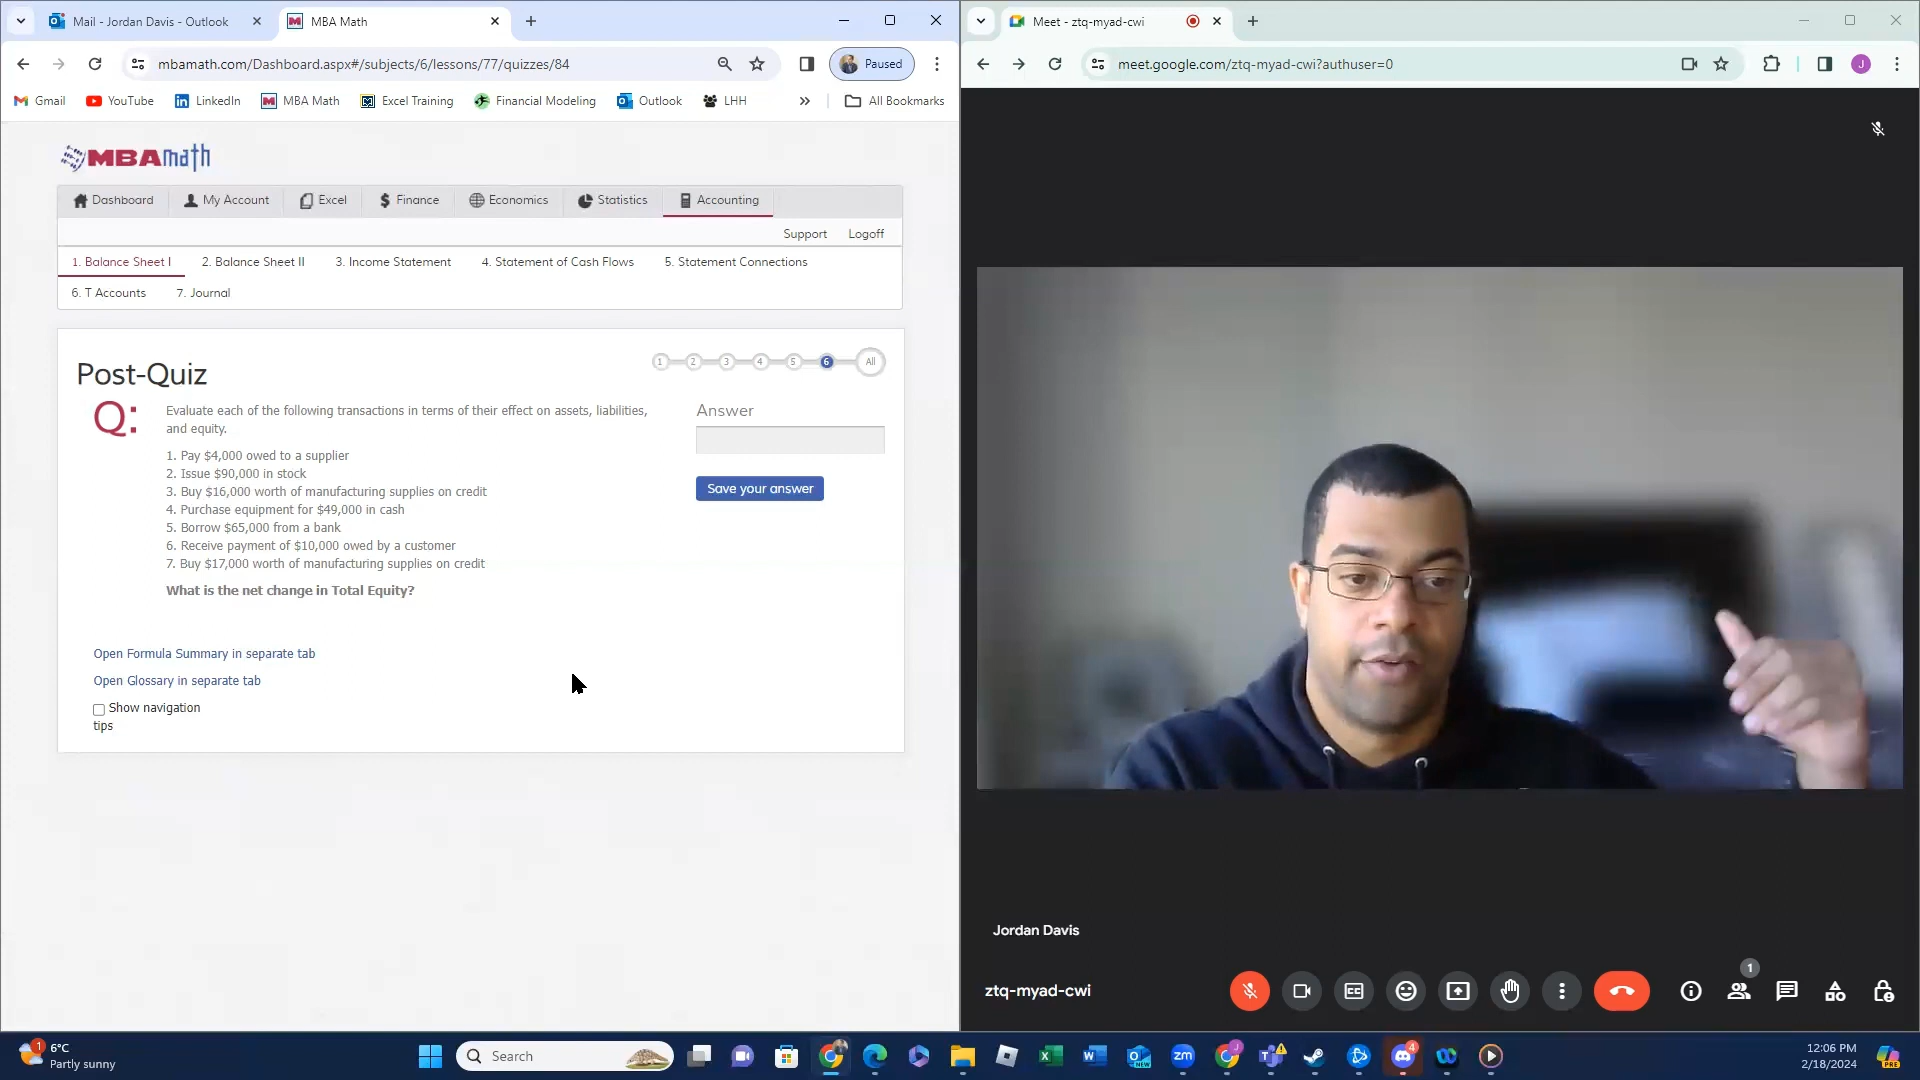 Mail - Jordan Davis - Outlook
MBA Math
mbamath.com/Dashboard.aspx#/subjects/6/lessons/77/quizzes/84
Paused
Gmail
YouTube
LinkedIn
MBA Math
Excel Training
Financial Modeling
Outlook
LHH
All Bookmarks
MBAmath
Dashboard
My Account
Excel
Finance
Economics
Statistics
Accounting
Support
Logoff
1. Balance Sheet I
2. Balance Sheet II
3. Income Statement
4. Statement of Cash Flows
5. Statement Connections
6. T Accounts
7. Journal
Post-Quiz
1
2
3
4
5
6
All
Q:
Evaluate each of the following transactions in terms of their effect on assets, liabilities,
and equity.
1. Pay $4,000 owed to a supplier
2. Issue $90,000 in stock
3. Buy $16,000 worth of manufacturing supplies on credit
4. Purchase equipment for $49,000 in cash
5. Borrow $65,000 from a bank
6. Receive payment of $10,000 owed by a customer
7. Buy $17,000 worth of manufacturing supplies on credit
What is the net change in Total Equity?
Answer
Save your answer
Open Formula Summary in separate tab
Open Glossary in separate tab
Show navigation
tips
Meet - ztq-myad-cwi
meet.google.com/ztq-myad-cwi?authuser=0
J
Jordan Davis
ztq-myad-cwi
1
1
6°C
Partly sunny
Search
zm
4
12:06 PM
2/18/2024